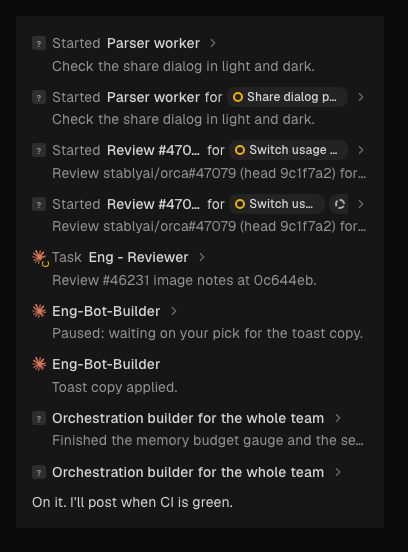 ? Started Parser worker >
Check the share dialog in light and dark.
? Started Parser worker for Share dialog p… >
Check the share dialog in light and dark.
? Started Review #470… for Switch usage … >
Review stablyai/orca#47079 (head 9c1f7a2) for…
? Started Review #470… for Switch us… >
Review stablyai/orca#47079 (head 9c1f7a2) for…
Task Eng - Reviewer >
Review #46231 image notes at 0c644eb.
Eng-Bot-Builder >
Paused: waiting on your pick for the toast copy.
Eng-Bot-Builder
Toast copy applied.
? Orchestration builder for the whole team >
Finished the memory budget gauge and the se…
? Orchestration builder for the whole team >
On it. I'll post when CI is green.